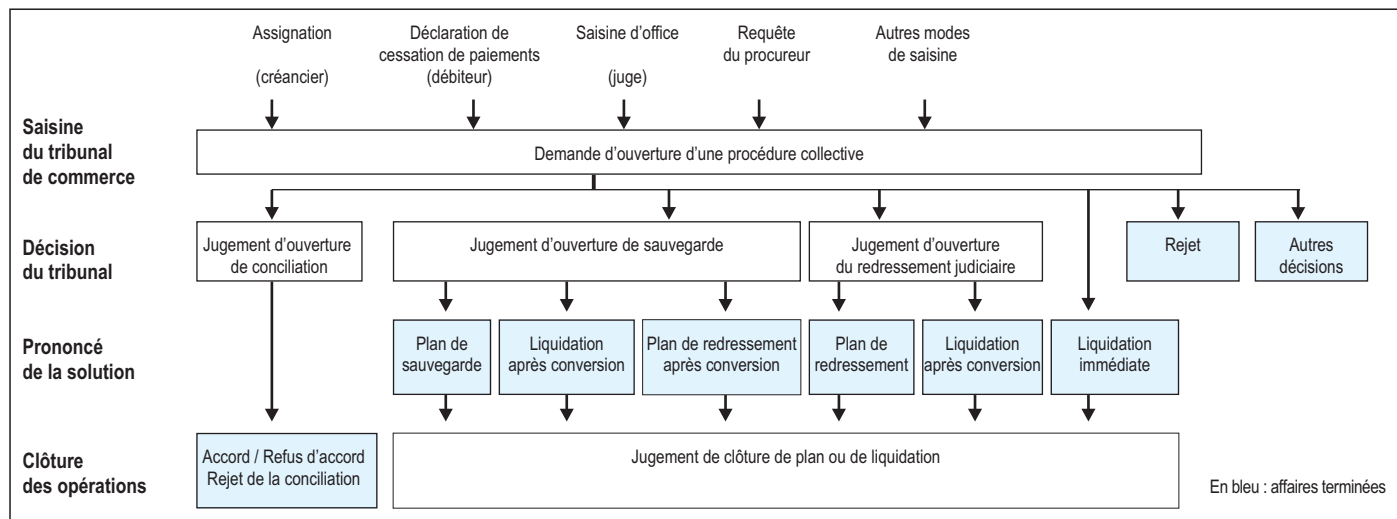 Assignation
(créancier)
Déclaration de
cessation de paiements
(débiteur)
Saisine d’office
(juge)
Requête
du procureur
Autres modes
de saisine
Saisine
du tribunal
de commerce
Demande d’ouverture d’une procédure collective
Décision
du tribunal
Jugement d’ouverture
de conciliation
Jugement d’ouverture de sauvegarde
Jugement d’ouverture
du redressement judiciaire
Rejet
Autres
décisions
Prononcé
de la solution
Plan de
sauvegarde
Liquidation
après conversion
Plan de redressement
après conversion
Plan de
redressement
Liquidation
après conversion
Liquidation
immédiate
Clôture
des opérations
Accord / Refus d’accord
Rejet de la conciliation
Jugement de clôture de plan ou de liquidation
En bleu : affaires terminées